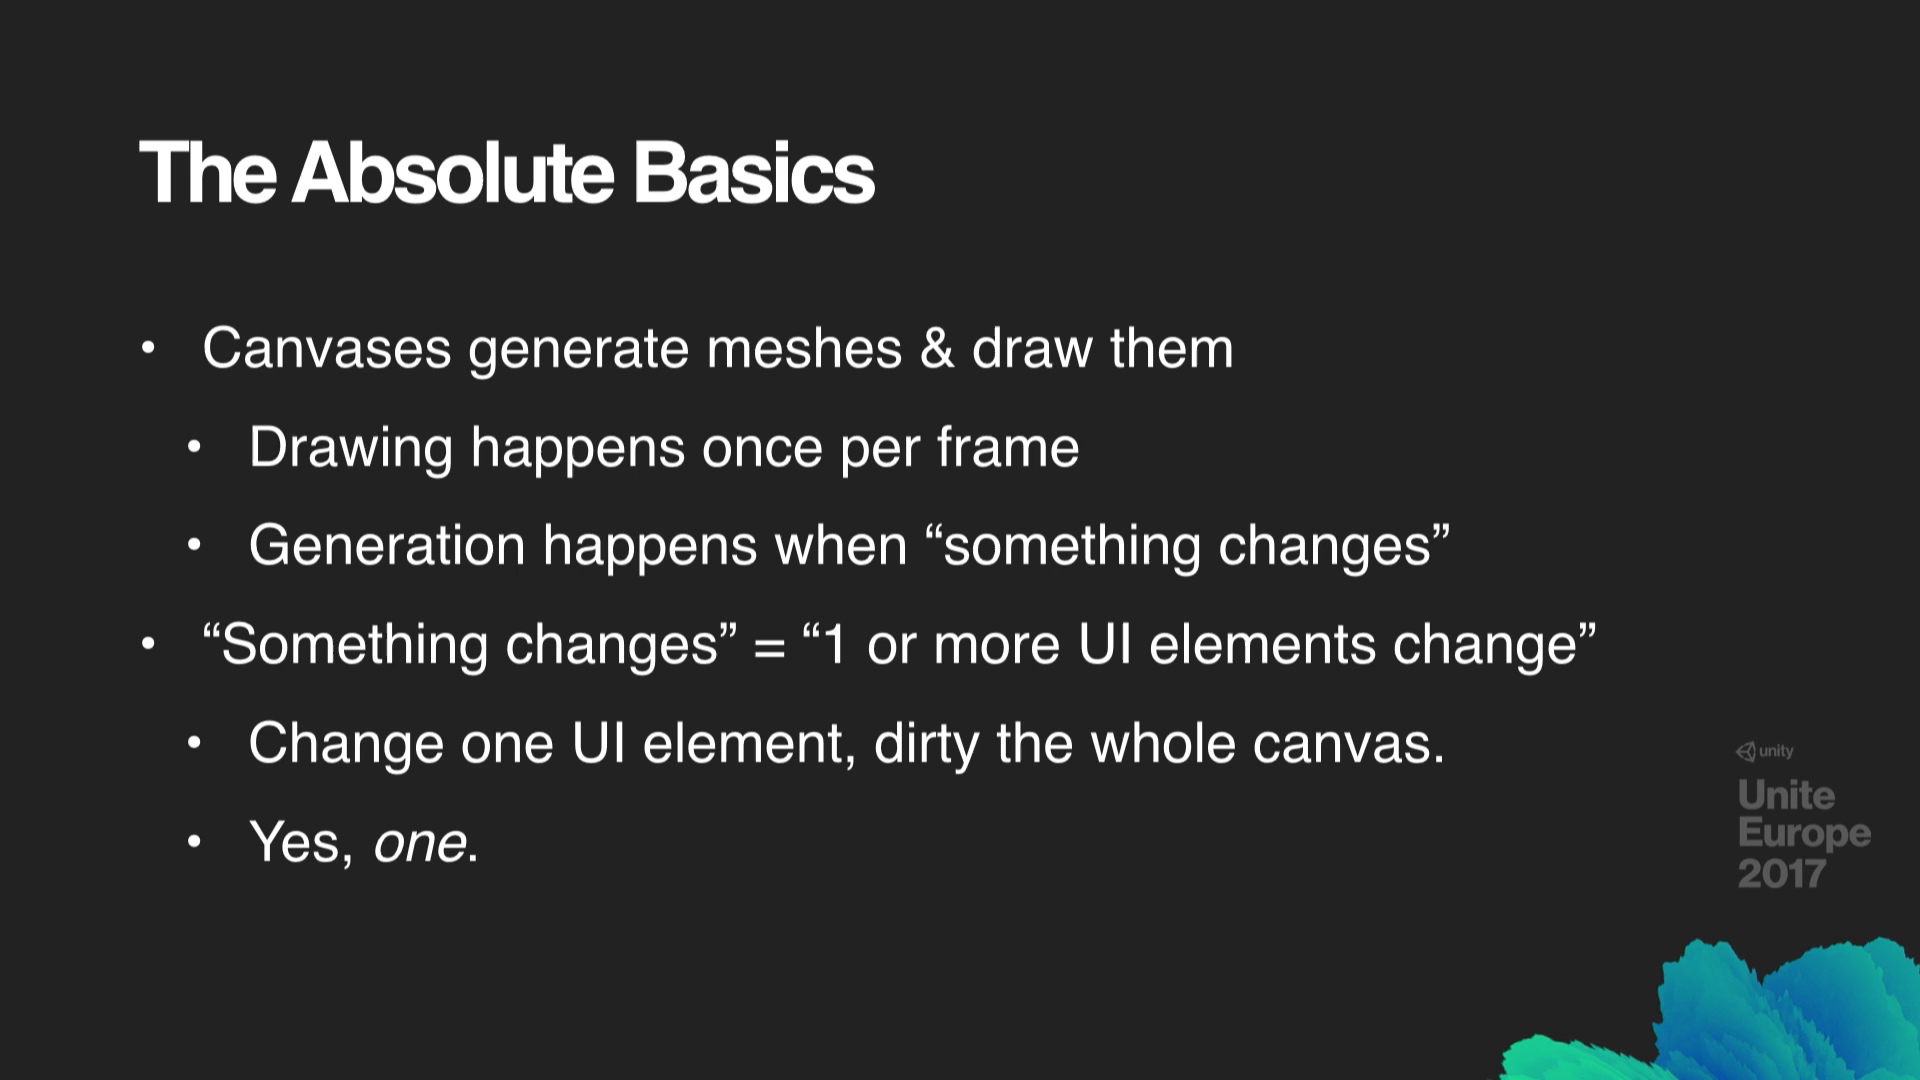 The Absolute Basics
• Canvases generate meshes & draw them
• Drawing happens once per frame
• Generation happens when “something changes”
• “Something changes” = “1 or more UI elements change”
• Change one UI element, dirty the whole canvas.
• Yes, one.
unity
Unite
Europe
2017